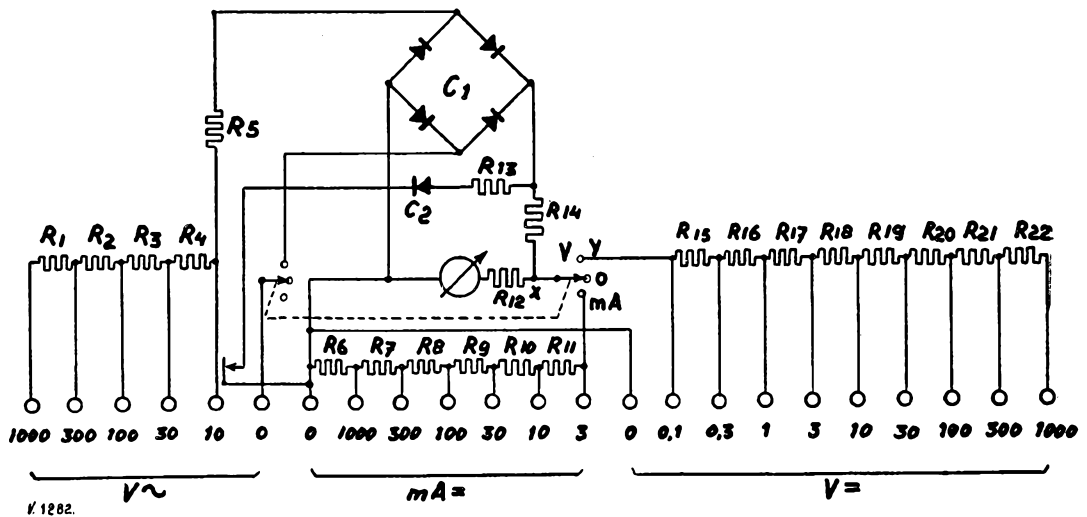 C1
R5
R13
C2
R14
R1 R2 R3 R4
V y
R15 R16 R17 R18 R19 R20 R21 R22
R12 x
0
mA
R6 R7 R8 R9 R10 R11
1000 300 100 30 10 0 0 1000 300 100 30 10 3 0 0,1 0,3 1 3 10 30 100 300 1000
V~ mA= V=
V.1282.